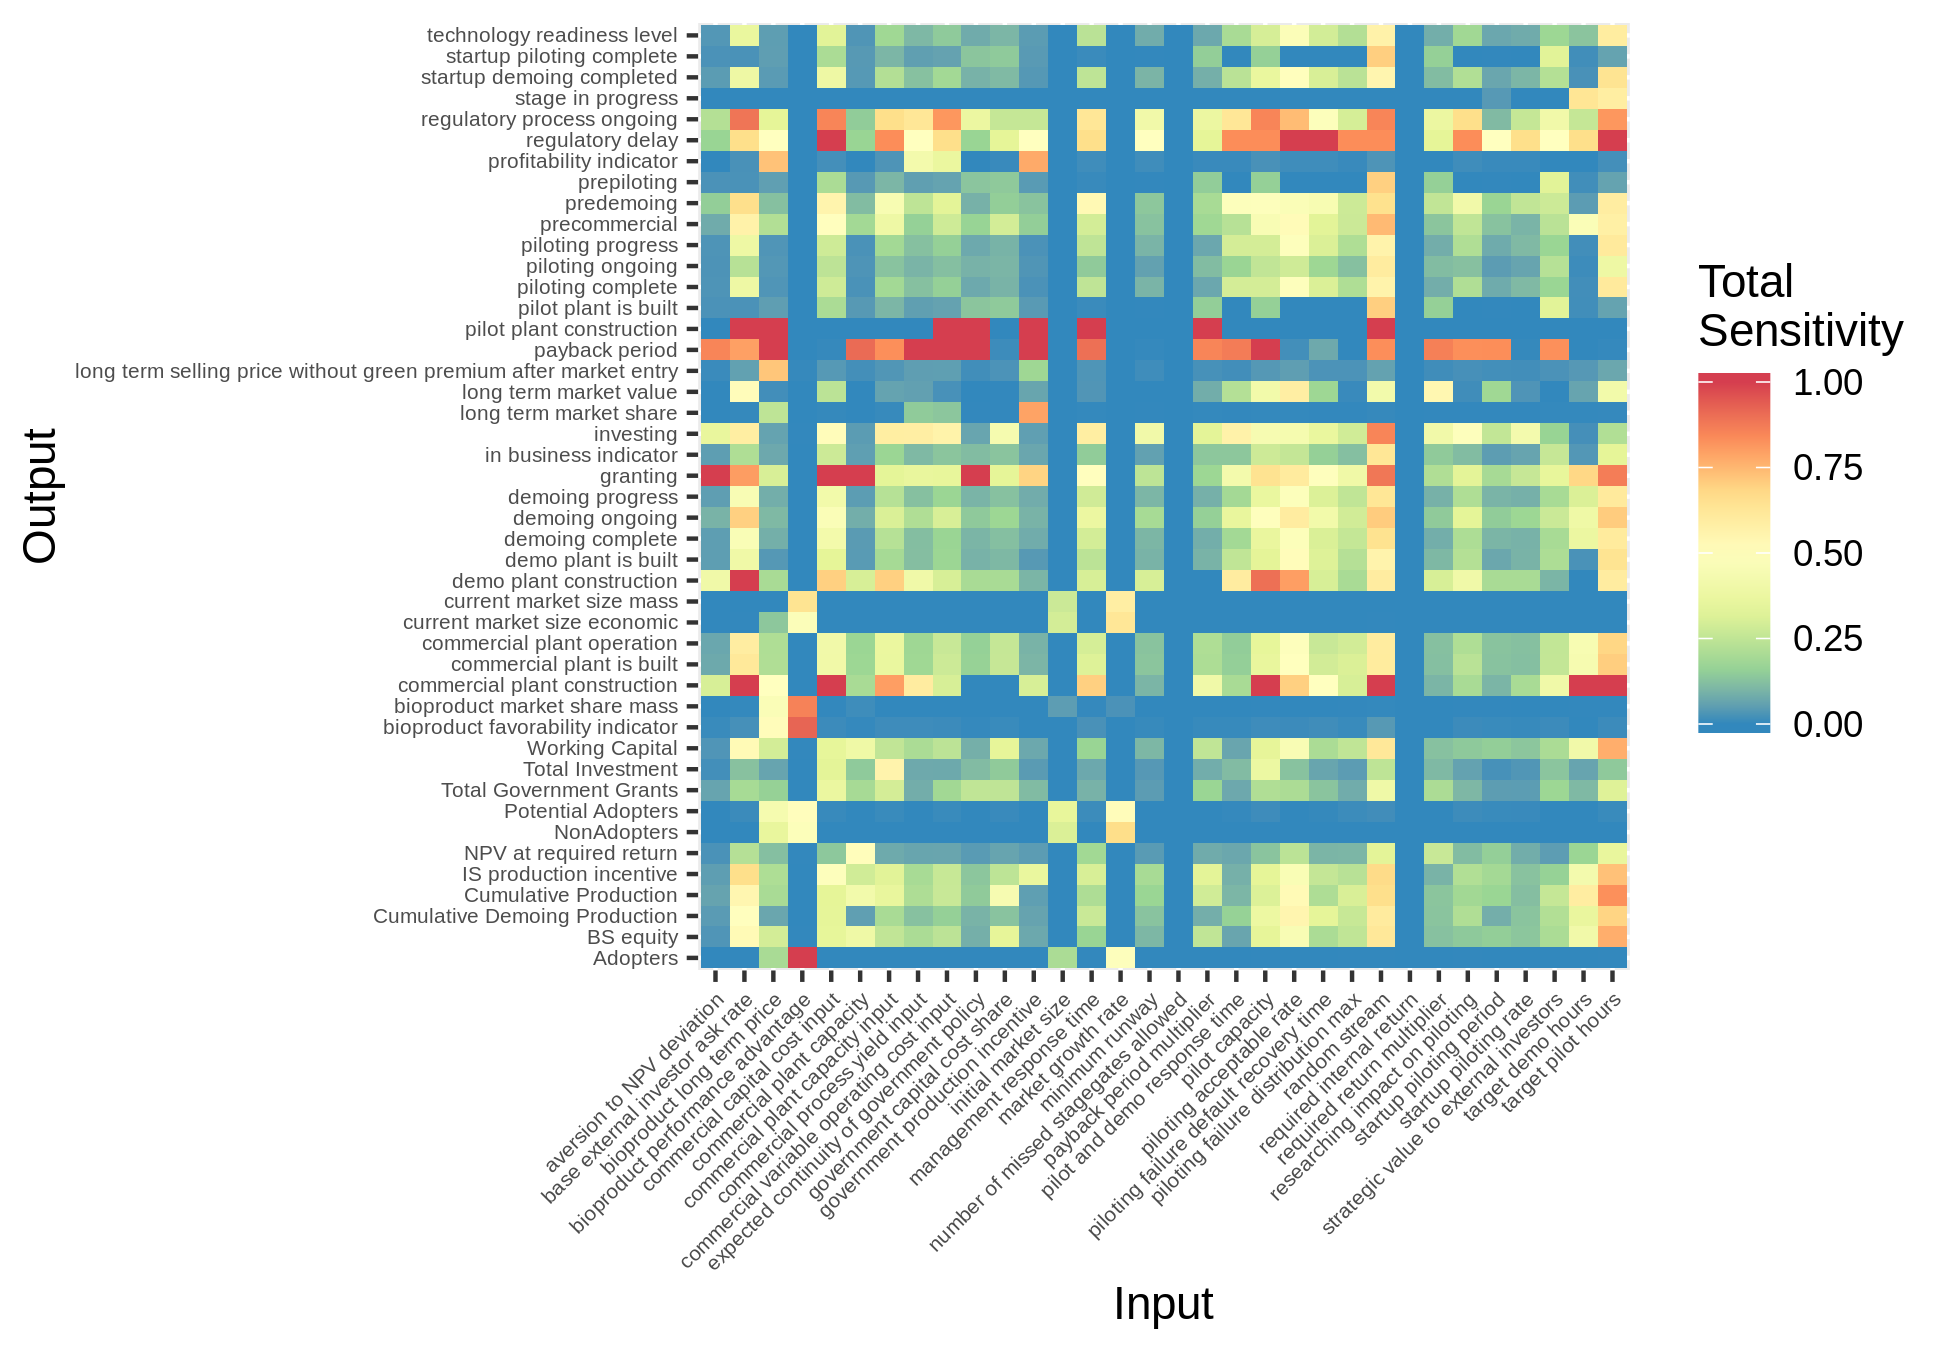 technology readiness level
startup piloting complete
startup demoing completed
stage in progress
regulatory process ongoing
regulatory delay
profitability indicator
prepiloting
predemoing
precommercial
piloting progress
piloting ongoing
piloting complete
pilot plant is built
pilot plant construction
payback period
long term selling price without green premium after market entry
long term market value
long term market share
investing
in business indicator
granting
demoing progress
demoing ongoing
demoing complete
demo plant is built
demo plant construction
current market size mass
current market size economic
commercial plant operation
commercial plant is built
commercial plant construction
bioproduct market share mass
bioproduct favorability indicator
Working Capital
Total Investment
Total Government Grants
Potential Adopters
NonAdopters
NPV at required return
IS production incentive
Cumulative Production
Cumulative Demoing Production
BS equity
Adopters
Output
aversion to NPV deviation
base external investor ask rate
bioproduct long term price
bioproduct performance advantage
commercial capital cost input
commercial plant capacity
commercial plant capacity input
commercial process yield input
commercial variable operating cost input
expected continuity of government policy
government capital cost share
government production incentive
initial market size
management response time
market growth rate
minimum runway
number of missed stagegates allowed
payback period multiplier
pilot and demo response time
pilot capacity
piloting acceptable rate
piloting failure default recovery time
piloting failure distribution max
random stream
required internal return
required return multiplier
researching impact on piloting
startup piloting period
startup piloting rate
strategic value to external investors
target demo hours
target pilot hours
Input
Total
Sensitivity
1.00
0.75
0.50
0.25
0.00